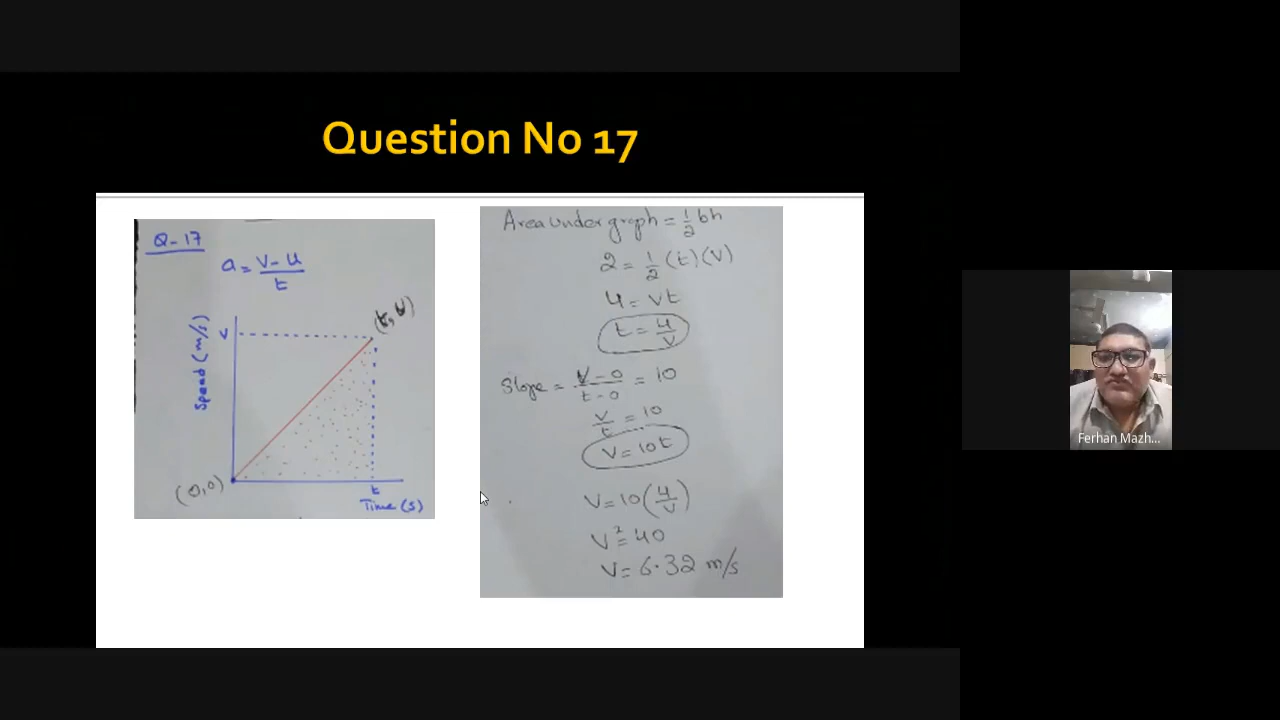 Question No 17
Q-17
a = v - u / t
Speed (m/s)
v
(t, v)
(0,0)
t
Time (s)
Area under graph = 1/2 bh
2 = 1/2 (t) (v)
4 = vt
t = 4/v
Slope = v-0 / t-0 = 10
v/t = 10
v = 10t
v = 10 (4/v)
v² = 40
v = 6.32 m/s
Ferhan Mazh...